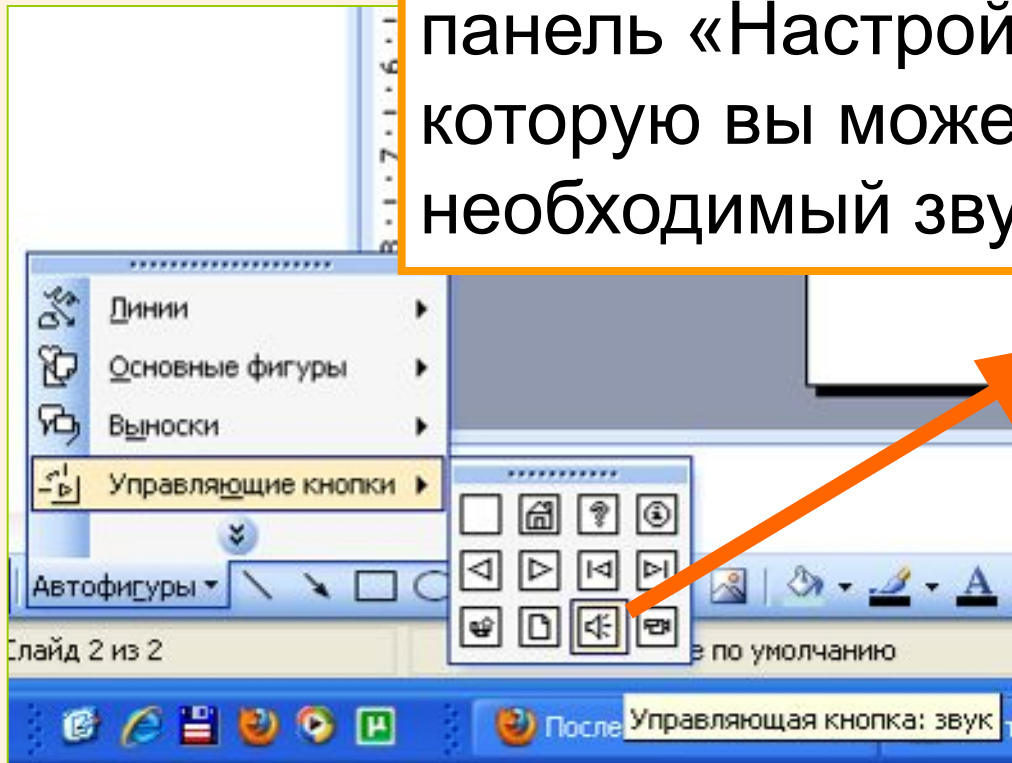 панель «Настрой
которую вы може
необходимый зву
Линии
Основные фигуры
Выноски
Управляющие кнопки
Автофигуры
Слайд 2 из 2
е по умолчанию
После
Управляющая кнопка: звук